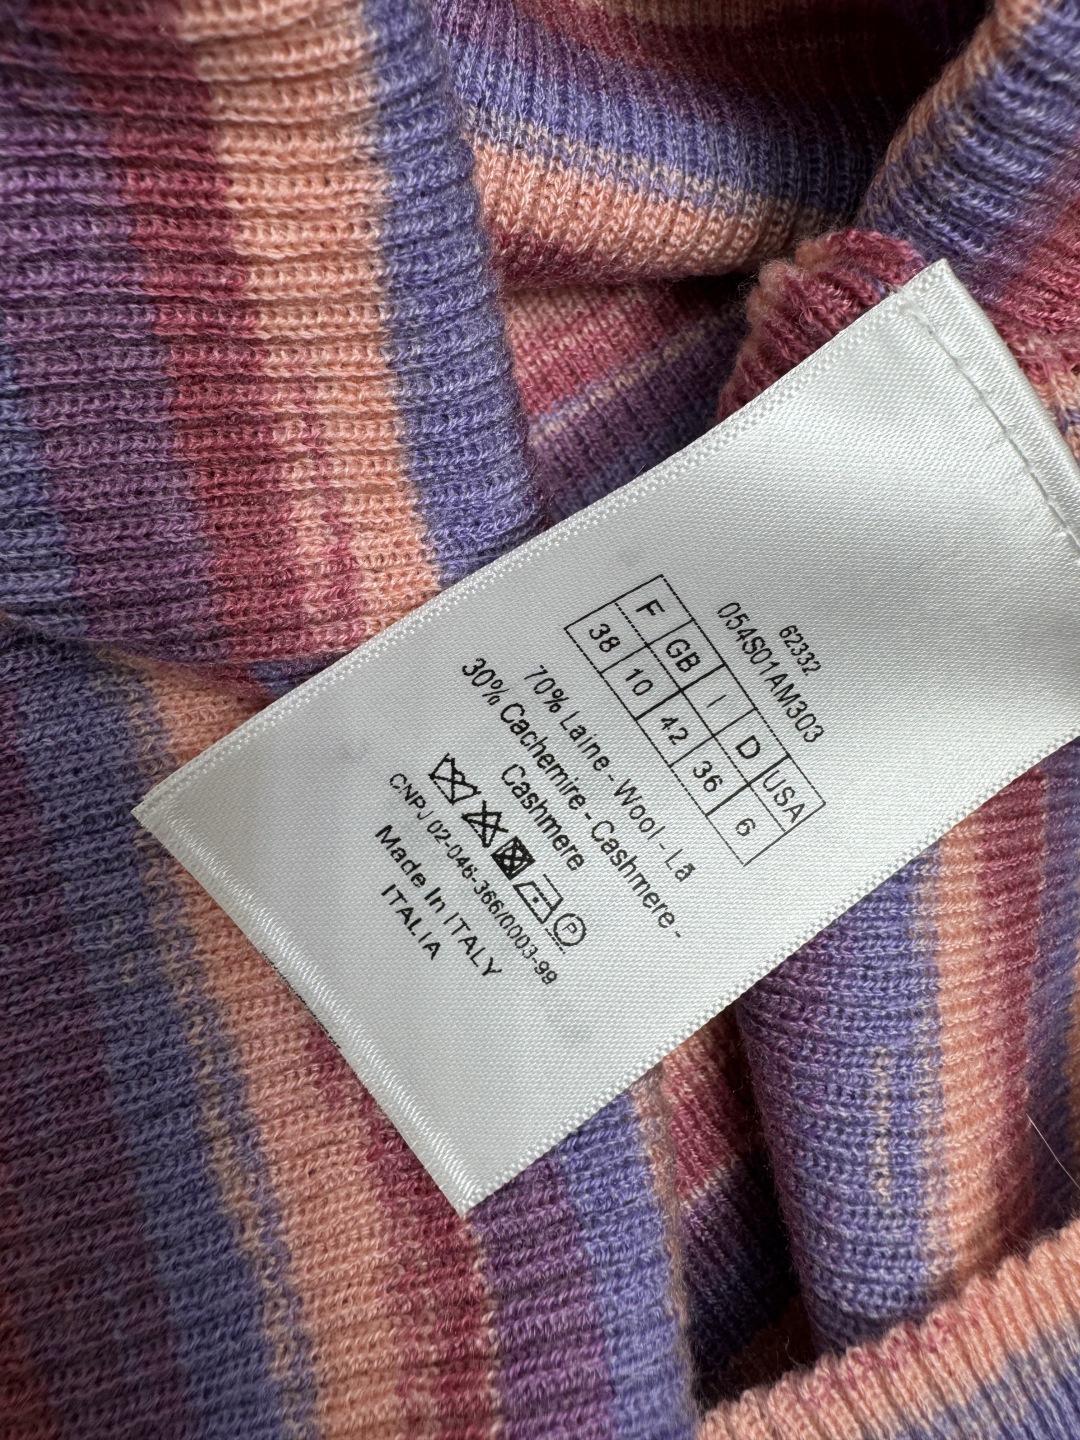 62332
054S01AM303
F GB I D USA
38 10 42 36 6
70% Laine - Wool - Lã
30% Cachemire - Cashmere -
Cashmere
P
CNPJ 02-046-366/0003-99
Made In ITALY
ITALIA